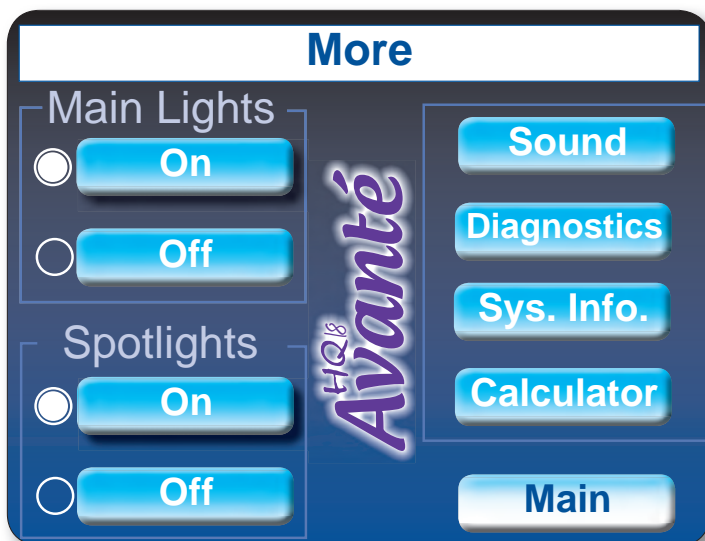 More
Main Lights
On
Off
Spotlights
On
Off
HQ18
Avanté
Sound
Diagnostics
Sys. Info.
Calculator
Main